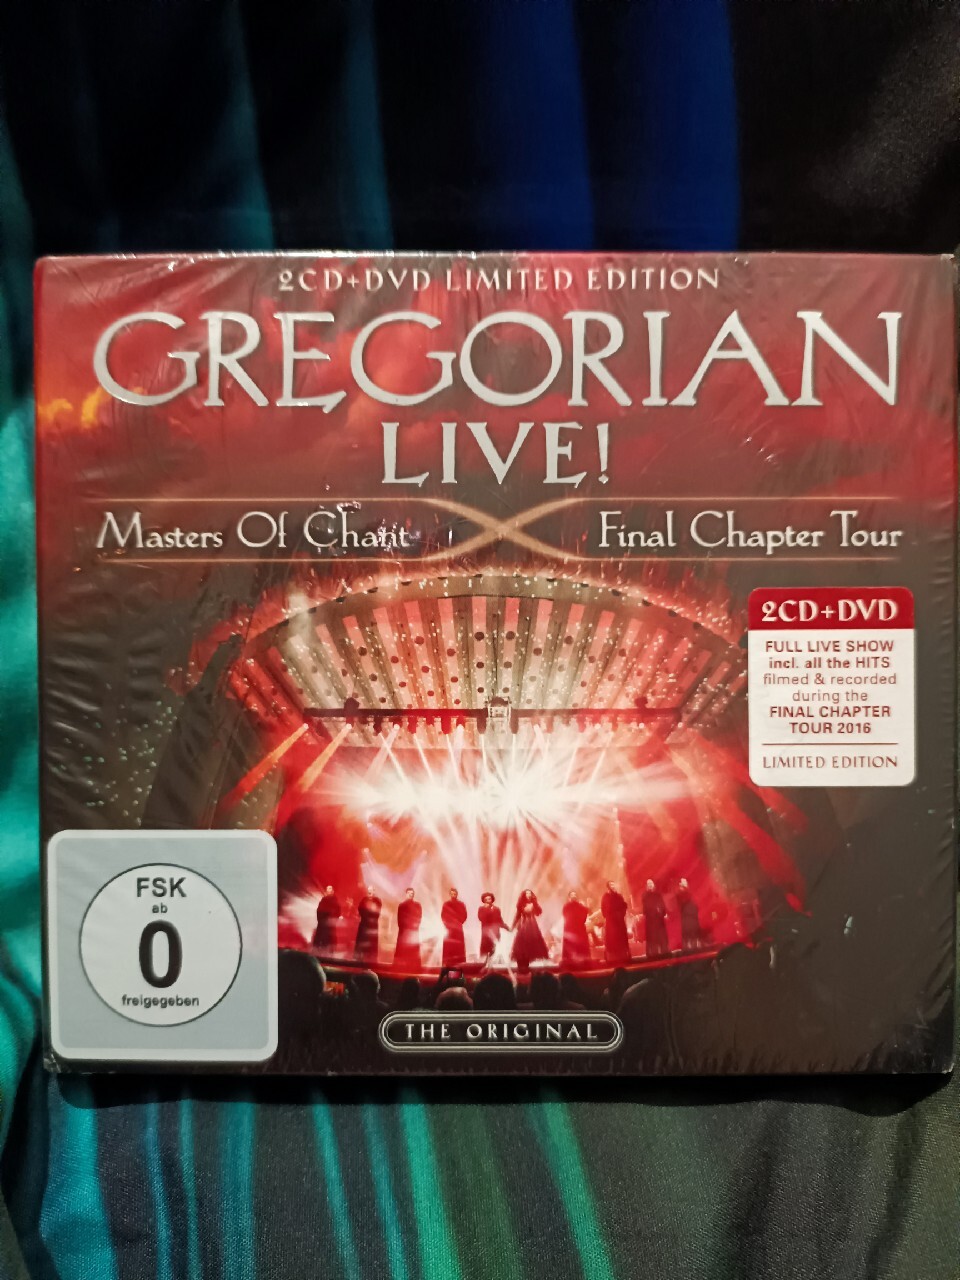 2CD+DVD LIMITED EDITION
GREGORIAN
LIVE!
Masters Of Chant Final Chapter Tour
2CD+DVD
FULL LIVE SHOW
incl. all the HITS
filmed & recorded
during the
FINAL CHAPTER
TOUR 2016
LIMITED EDITION
FSK
ab
0
freigegeben
THE ORIGINAL